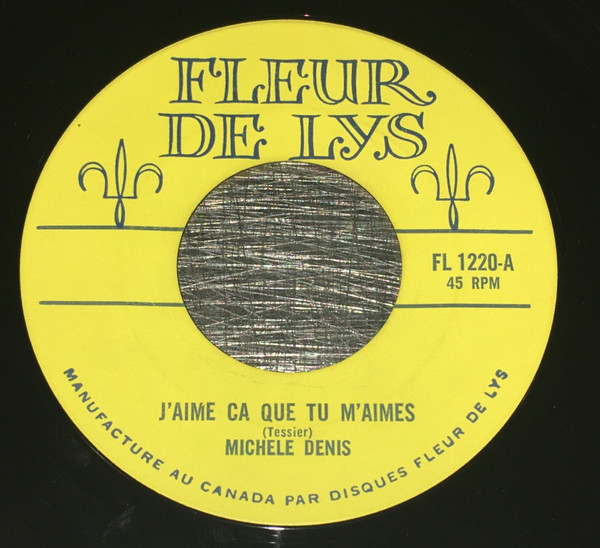 FLEUR
DE LYS
FL 1220-A
45 RPM
J'AIME CA QUE TU M'AIMES
(Tessier)
MICHELE DENIS
MANUFACTURE AU CANADA PAR DISQUES FLEUR DE LYS